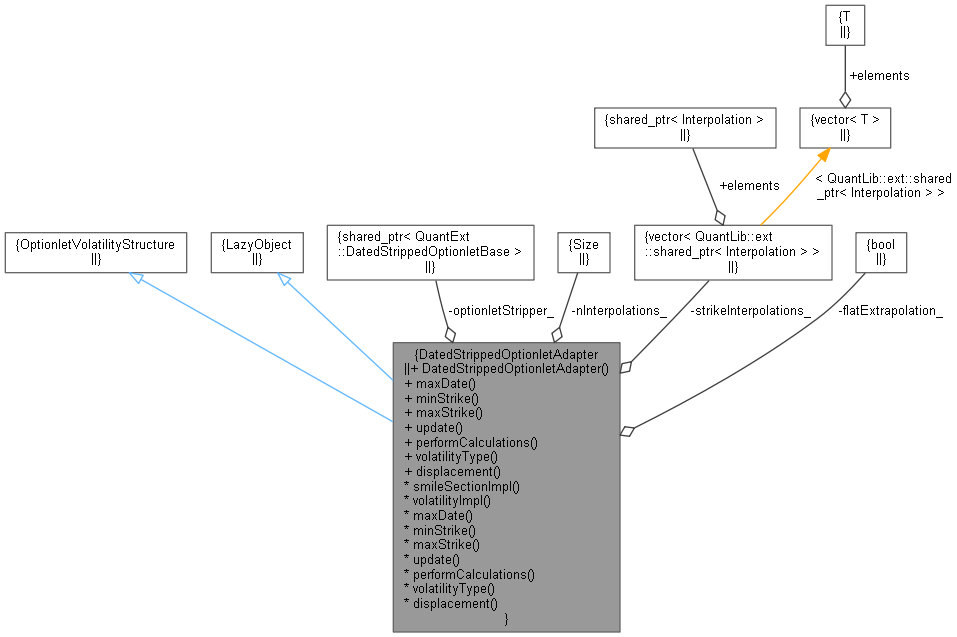 {T
||}
+elements
{shared_ptr< Interpolation >
||}
{vector< T >
||}
+elements
< QuantLib::ext::shared
_ptr< Interpolation > >
{OptionletVolatilityStructure
||}
{LazyObject
||}
{shared_ptr< QuantExt
::DatedStrippedOptionletBase >
||}
{Size
||}
{vector< QuantLib::ext
::shared_ptr< Interpolation > >
||}
{bool
||}
-optionletStripper_
-nInterpolations_
-strikeInterpolations_
-flatExtrapolation_
{DatedStrippedOptionletAdapter
||+ DatedStrippedOptionletAdapter()
+ maxDate()
+ minStrike()
+ maxStrike()
+ update()
+ performCalculations()
+ volatilityType()
+ displacement()
* smileSectionImpl()
* volatilityImpl()
* maxDate()
* minStrike()
* maxStrike()
* update()
* performCalculations()
* volatilityType()
* displacement()
}